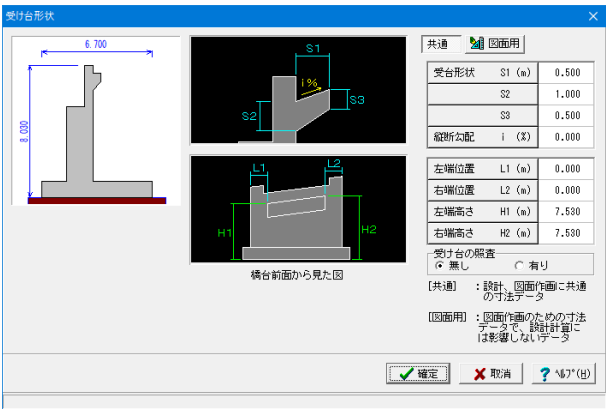 受け台形状
6.700
8.030
S1
i%
S2
S3
L1
L2
H1
H2
橋台前面から見た図
共通
図面用
受台形状 S1 (m) 0.500
S2 1.000
S3 0.500
縦断勾配 i (%) 0.000
左端位置 L1 (m) 0.000
右端位置 L2 (m) 0.000
左端高さ H1 (m) 7.530
右端高さ H2 (m) 7.530
受け台の照査
無し 有り
[共通] :設計、図面作画に共通
の寸法データ
[図面用] :図面作画のための寸法
データで、設計計算に
は影響しないデータ
確定 取消 ? ヘルプ(H)